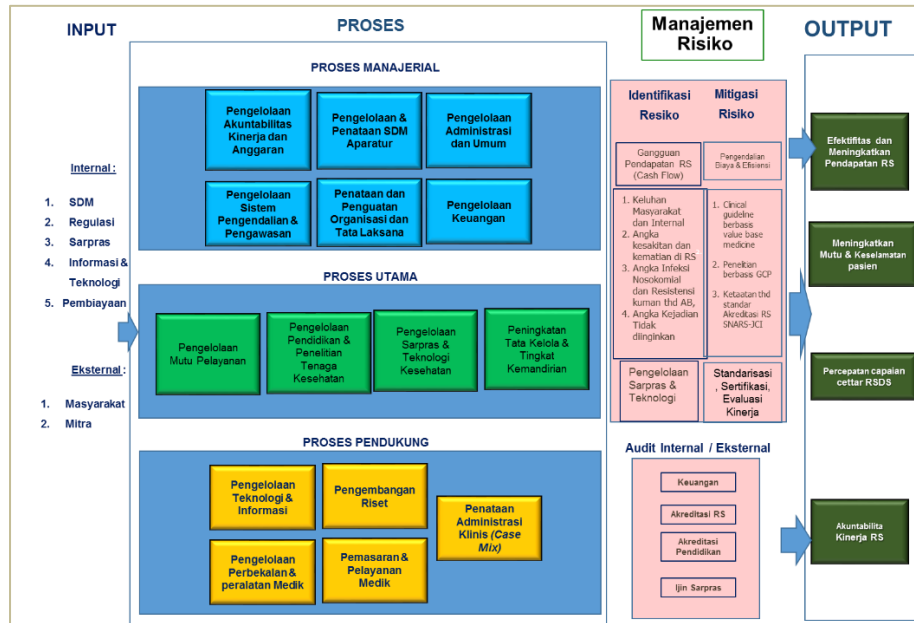 INPUT
PROSES
Manajemen
Risiko
OUTPUT
Internal :
1. SDM
2. Regulasi
3. Sarpras
4. Informasi &
Teknologi
5. Pembiayaan
Eksternal :
1. Masyarakat
2. Mitra
PROSES MANAJERIAL
Pengelolaan
Akuntabilitas
Kinerja dan
Anggaran
Pengelolaan &
Penataan SDM
Aparatur
Pengelolaan
Administrasi
dan Umum
Pengelolaan
Sistem
Pengendalian &
Pengawasan
Penataan dan
Penguatan
Organisasi dan
Tata Laksana
Pengelolaan
Keuangan
PROSES UTAMA
Pengelolaan
Mutu Pelayanan
Pengelolaan
Pendidikan &
Penelitian
Tenaga
Kesehatan
Pengelolaan
Sarpras &
Teknologi
Kesehatan
Peningkatan
Tata Kelola &
Tingkat
Kemandirian
PROSES PENDUKUNG
Pengelolaan
Teknologi &
Informasi
Pengembangan
Riset
Penataan
Administrasi
Klinis (Case
Mix)
Pengelolaan
Perbekalan &
peralatan Medik
Pemasaran &
Pelayanan
Medik
Identifikasi
Resiko
Mitigasi
Risiko
Gangguan
Pendapatan RS
(Cash Flow)
Pengendalian
Biaya & Efisiensi
1. Keluhan
Masyarakat
dan Internal
2. Angka
kesakitan dan
kematian di RS
3. Angka Infeksi
Nosokomial
dan Resistensi
kuman thd AB,
4. Angka Kejadian
Tidak
diinginkan
1. Clinical
guideline
berbasis
value base
medicine
2. Penelitian
berbasis GCP
3. Ketaatan thd
standar
Akreditasi RS
SNARS-JCI
Pengelolaan
Sarpras &
Teknologi
Standarisasi
, Sertifikasi,
Evaluasi
Kinerja
Audit Internal / Eksternal
Keuangan
Akreditasi RS
Akreditasi
Pendidikan
Ijin Sarpras
Efektifitas dan
Meningkatkan
Pendapatan RS
Meningkatkan
Mutu & Keselamatan
pasien
Percepatan capaian
cettar RSDS
Akuntabilita
Kinerja RS